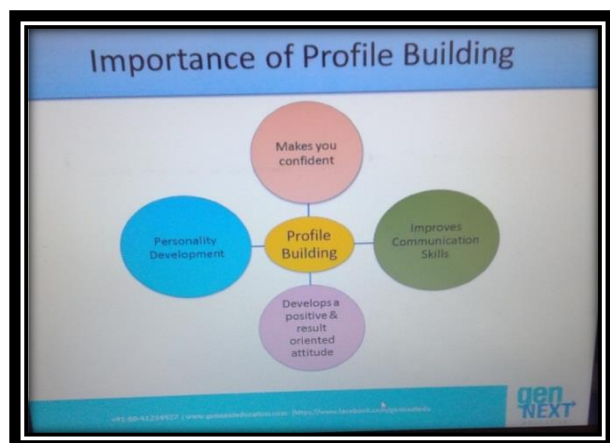 Importance of Profile Building
Makes you
confident
Personality
Development
Profile
Building
Improves
Communication
Skills
Develops a
positive &
result
oriented
attitude
gen
NEXT